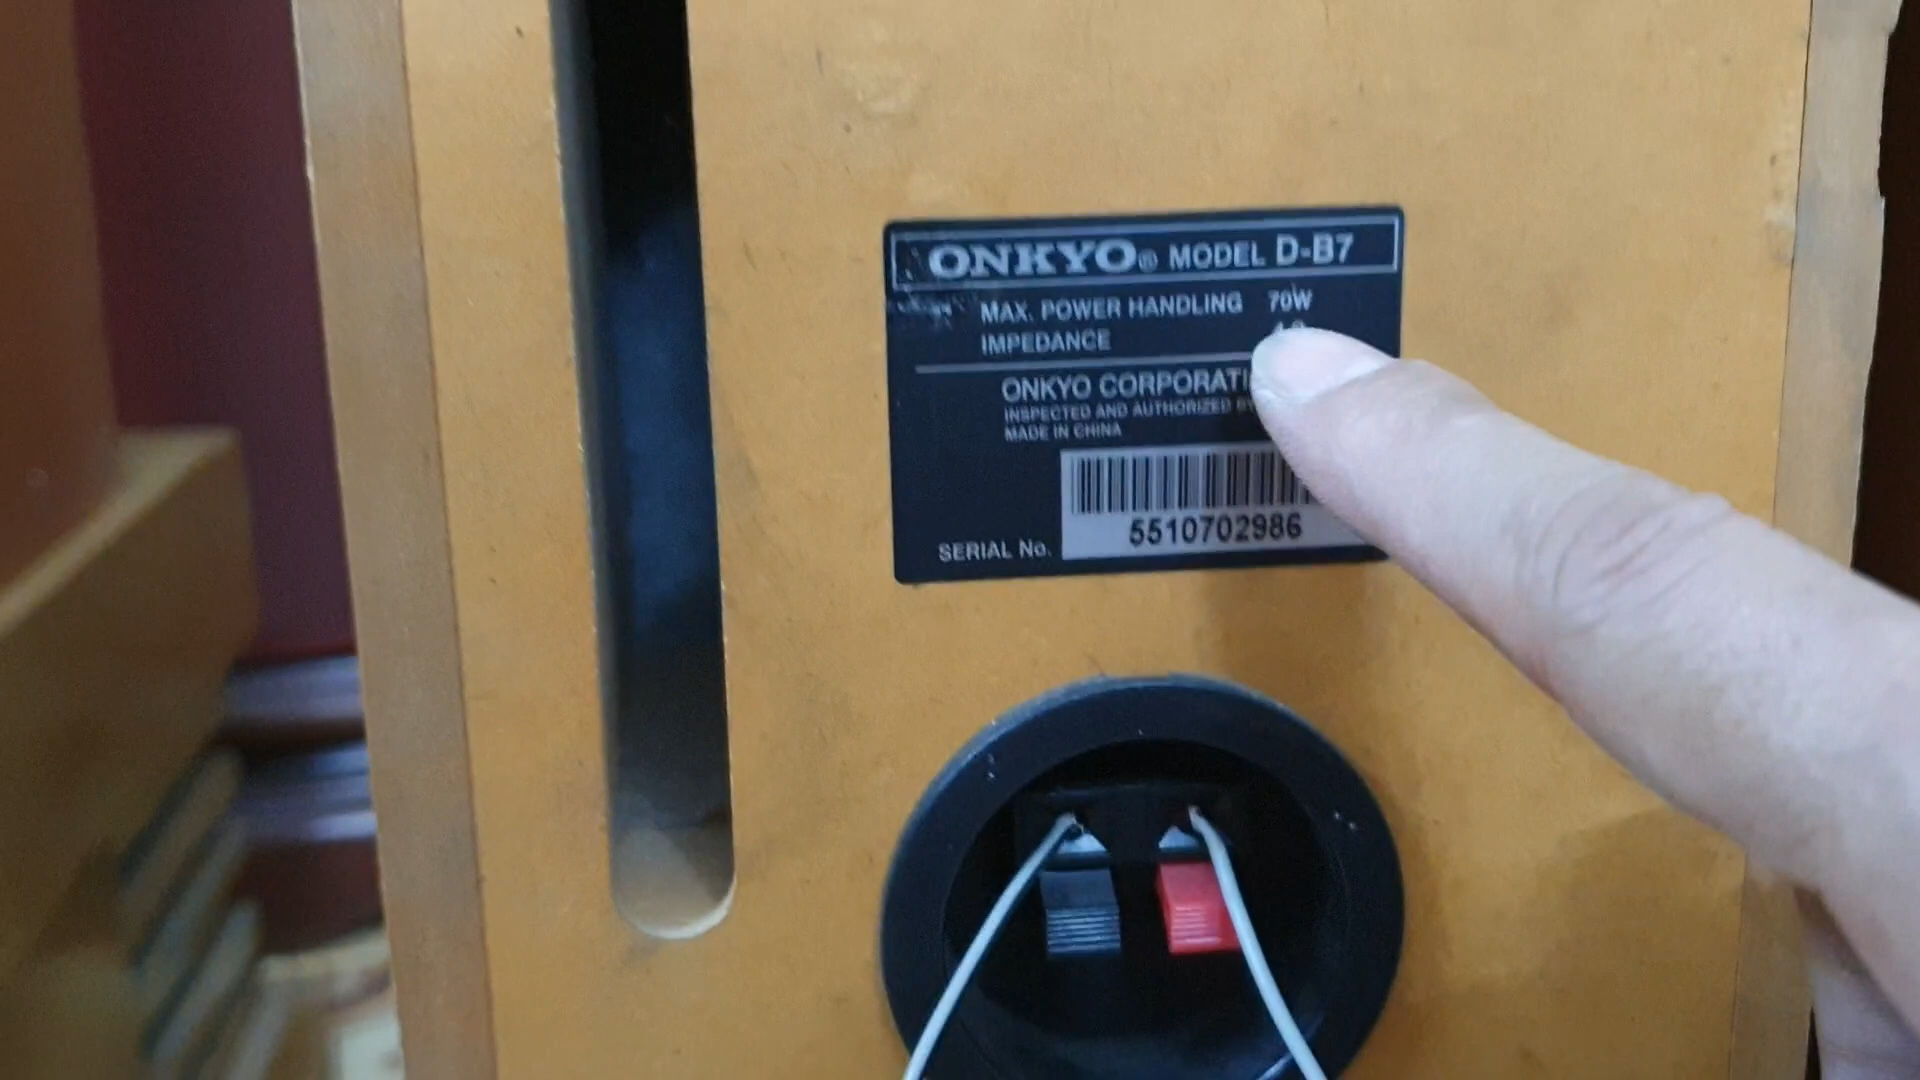 ONKYO® MODEL D-B7
MAX. POWER HANDLING 70W
IMPEDANCE
ONKYO CORPORATI
INSPECTED AND AUTHORIZED BY
MADE IN CHINA
5510702986
SERIAL No.